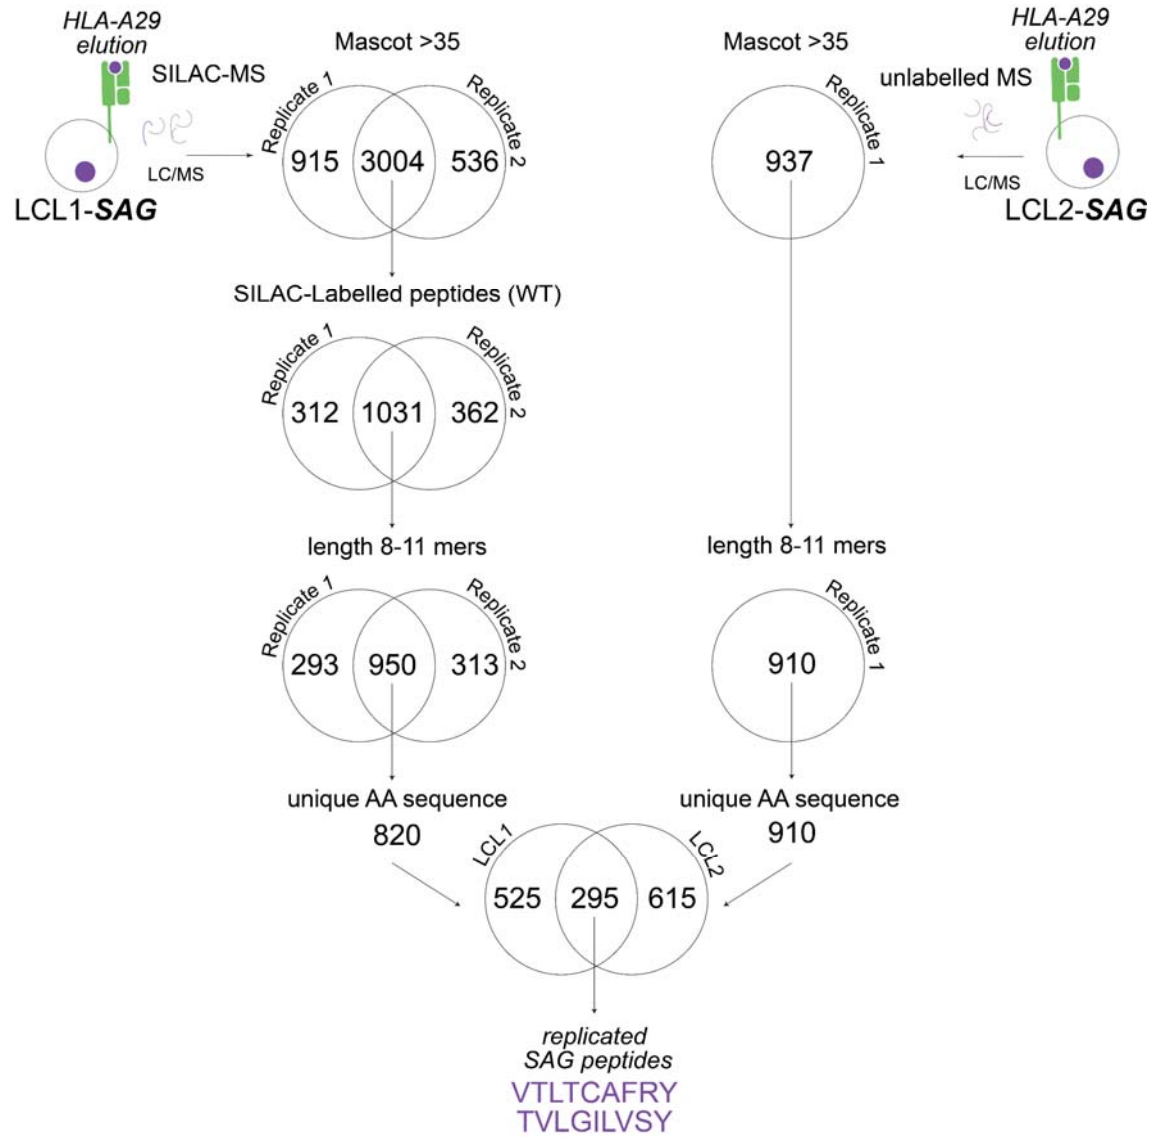 HLA-A29
elution
SILAC-MS
LC/MS
LCL1-SAG
Mascot >35
Replicate 1
Replicate 2
915
3004
536
Mascot >35
Replicate 1
937
HLA-A29
elution
unlabelled MS
LC/MS
LCL2-SAG
SILAC-Labelled peptides (WT)
Replicate 1
Replicate 2
312
1031
362
length 8-11 mers
Replicate 1
Replicate 2
293
950
313
length 8-11 mers
Replicate 1
910
unique AA sequence
820
unique AA sequence
910
LCL1
LCL2
525
295
615
replicated
SAG peptides
VTLTCAFRY
TVLGILVSY